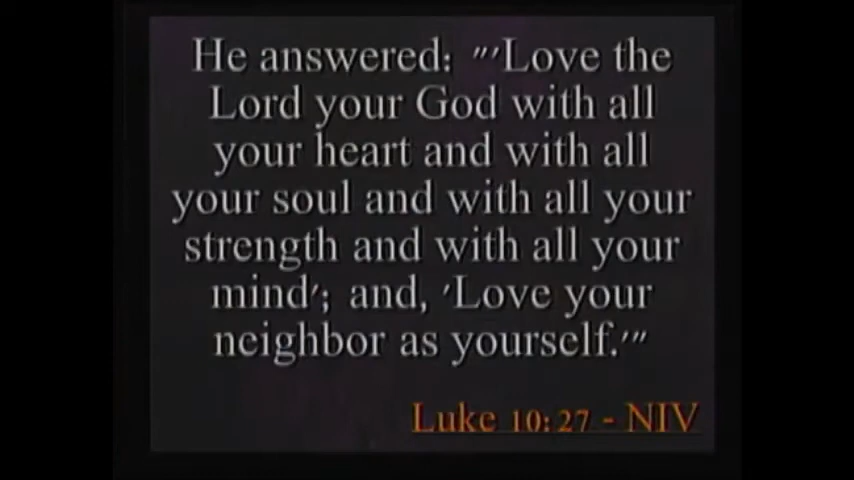 He answered: "'Love the
Lord your God with all
your heart and with all
your soul and with all your
strength and with all your
mind'; and, 'Love your
neighbor as yourself.'"
Luke 10:27 - NIV